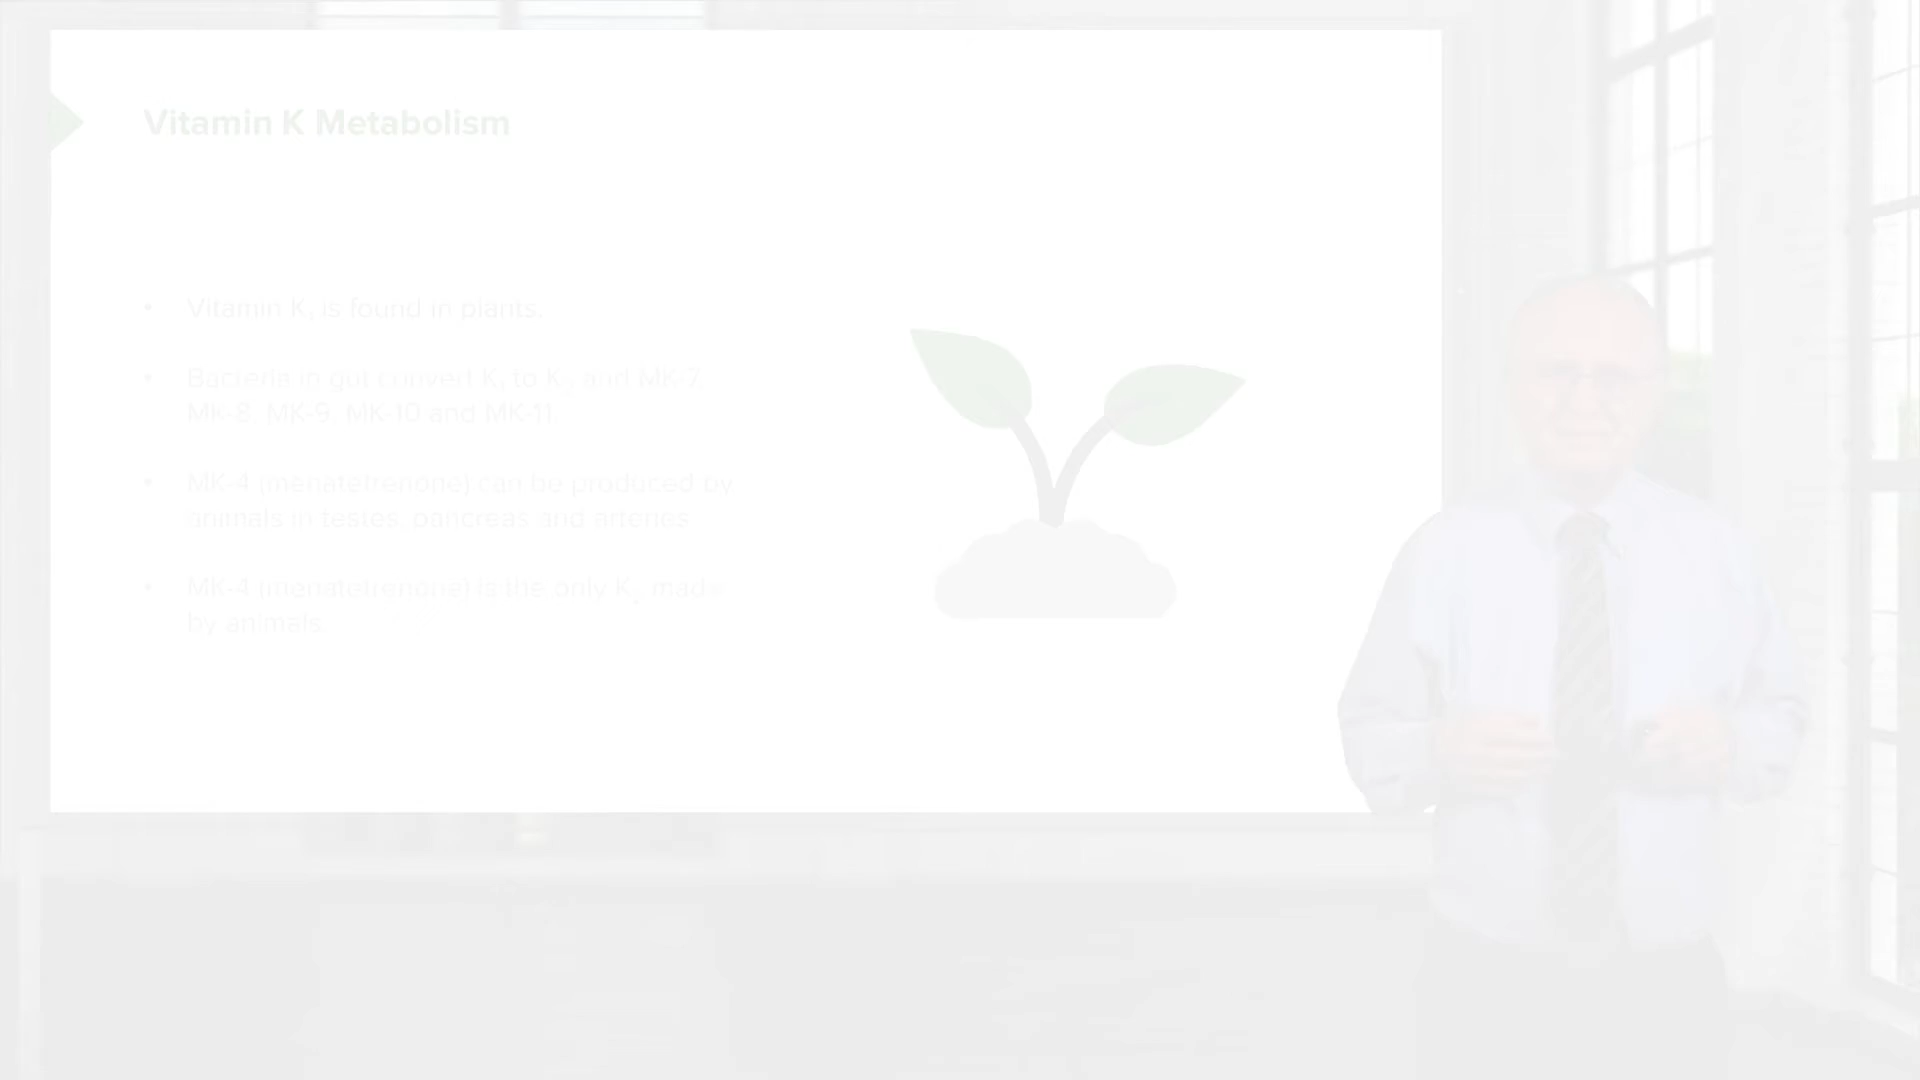 Vitamin K Metabolism
• Vitamin K₁ is found in plants.
• Bacteria in gut convert K₁ to K₂, and MK-7,
MK-8, MK-9, MK-10 and MK-11.
• MK-4 (menatetrenone) can be produced by
animals in testes, pancreas and arteries
• MK-4 (menatetrenone) is the only K₂ made
by animals.